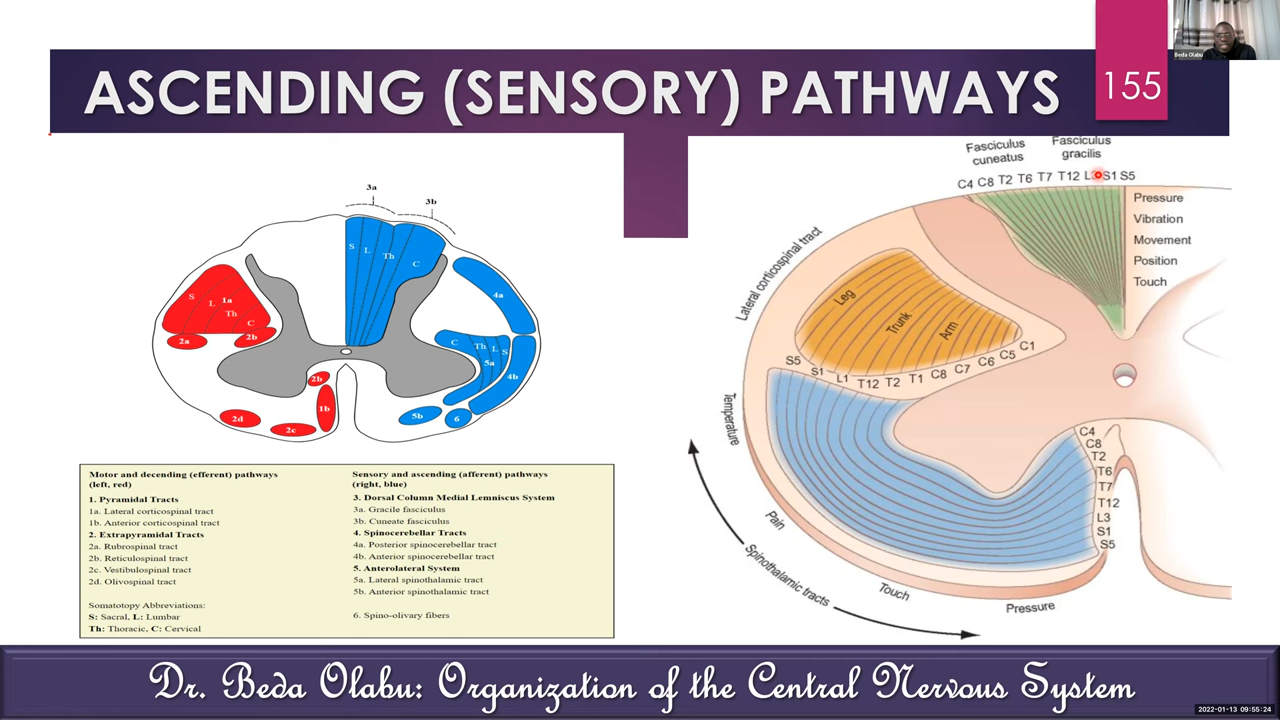 Beda Olabu
ASCENDING (SENSORY) PATHWAYS
155
3a
3b
S L Th C
4a
S L 1a Th C
2a
2b
C Th L S
5a
4b
2b
1b
2d
2c
5b
6
Motor and decending (efferent) pathways
(left, red)
1. Pyramidal Tracts
1a. Lateral corticospinal tract
1b. Anterior corticospinal tract
2. Extrapyramidal Tracts
2a. Rubrospinal tract
2b. Reticulospinal tract
2c. Vestibulospinal tract
2d. Olivospinal tract
Somatotopy Abbreviations:
S: Sacral, L: Lumbar
Th: Thoracic, C: Cervical
Sensory and ascending (afferent) pathways
(right, blue)
3. Dorsal Column Medial Lemniscus System
3a. Gracile fasciculus
3b. Cuneate fasciculus
4. Spinocerebellar Tracts
4a. Posterior spinocerebellar tract
4b. Anterior spinocerebellar tract
5. Anterolateral System
5a. Lateral spinothalamic tract
5b. Anterior spinothalamic tract
6. Spino-olivary fibers
Fasciculus
cuneatus
Fasciculus
gracilis
C4 C8 T2 T6 T7 T12 L3 S1 S5
Pressure
Vibration
Movement
Position
Touch
Lateral corticospinal tract
Leg
Trunk
Arm
S5 S1 L1 T12 T2 T1 C8 C7 C6 C5 C1
C4
C8
T2
T6
T7
T12
L3
S1
S5
Temperature
Pain
Spinothalamic tracts
Touch
Pressure
Dr. Beda Olabu: Organization of the Central Nervous System
2022-01-13 09:55:24